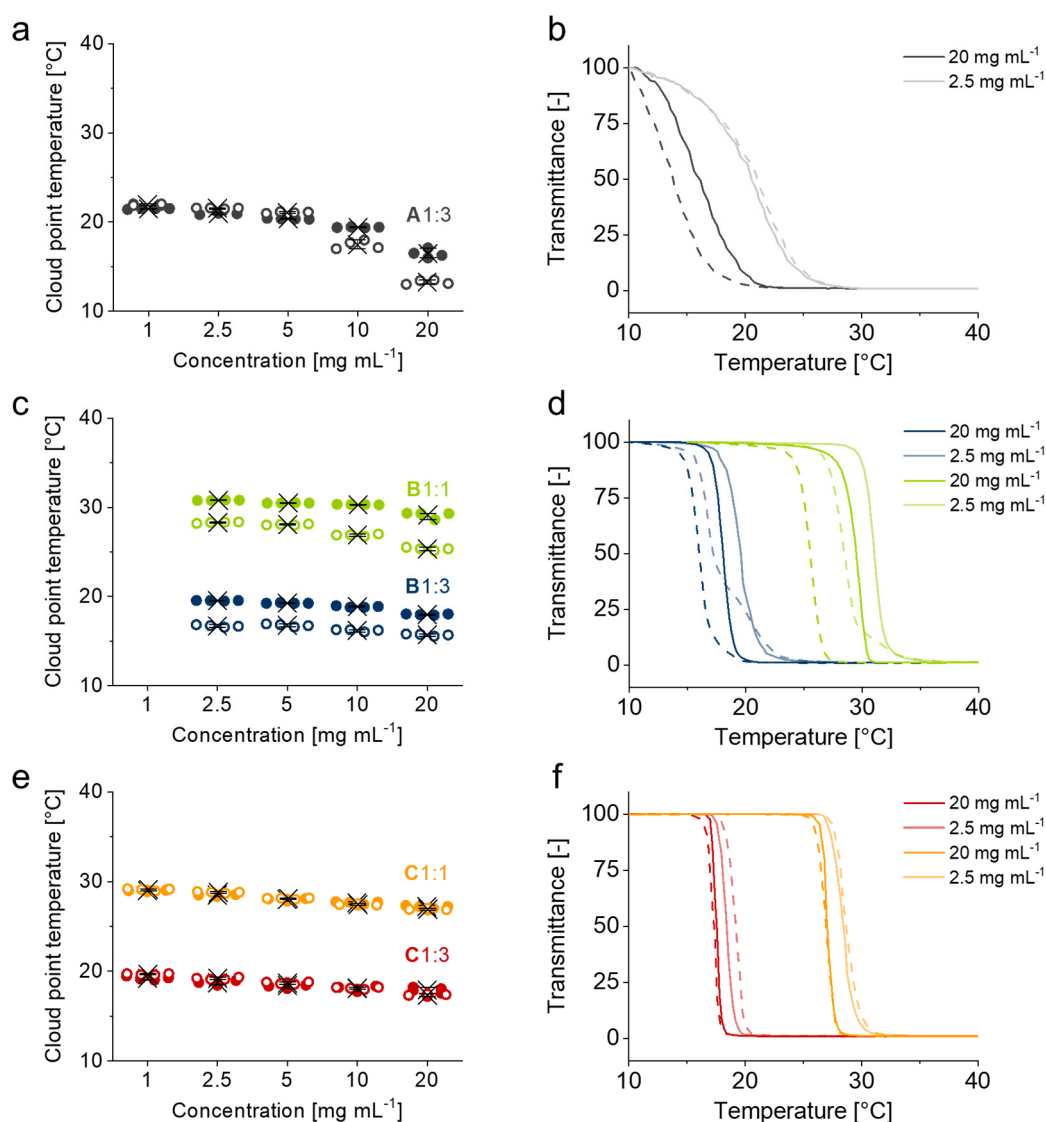 a
Cloud point temperature [°C]
40
30
20
10
A1:3
1 2.5 5 10 20
Concentration [mg mL⁻¹]
b
Transmittance [-]
100
75
50
25
0
20 mg mL⁻¹
2.5 mg mL⁻¹
10 20 30 40
Temperature [°C]
c
Cloud point temperature [°C]
40
30
20
10
B1:1
B1:3
1 2.5 5 10 20
Concentration [mg mL⁻¹]
d
Transmittance [-]
100
75
50
25
0
20 mg mL⁻¹
2.5 mg mL⁻¹
20 mg mL⁻¹
2.5 mg mL⁻¹
10 20 30 40
Temperature [°C]
e
Cloud point temperature [°C]
40
30
20
10
C1:1
C1:3
1 2.5 5 10 20
Concentration [mg mL⁻¹]
f
Transmittance [-]
100
75
50
25
0
20 mg mL⁻¹
2.5 mg mL⁻¹
20 mg mL⁻¹
2.5 mg mL⁻¹
10 20 30 40
Temperature [°C]